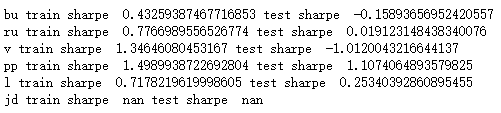 bu train sharpe  0.43259387467716853 test sharpe  -0.15893656952420557
ru train sharpe  0.7766989556526774 test sharpe  0.019123148438340076
v train sharpe  1.34646080453167 test sharpe  -1.0120043216644137
pp train sharpe  1.4989938722692804 test sharpe  1.1074064893579825
l train sharpe  0.7178219619998605 test sharpe  0.25340392860895455
jd train sharpe  nan test sharpe  nan